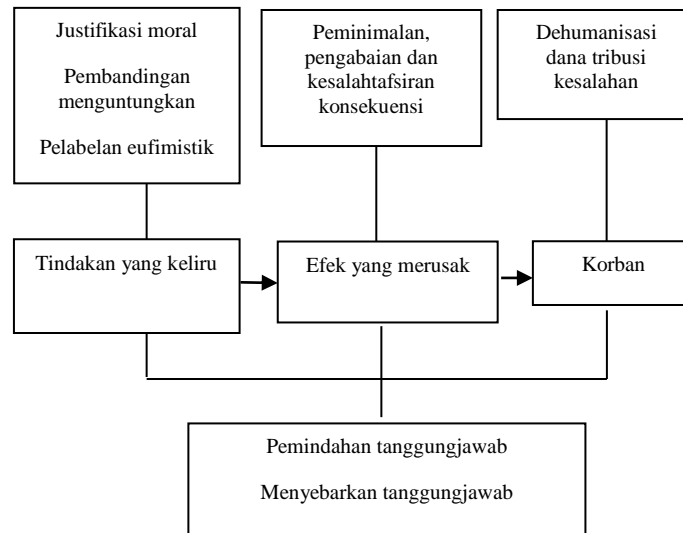 Justifikasi moral
Pembandingan
menguntungkan
Pelabelan eufimistik
Peminimalan,
pengabaian dan
kesalahtafsiran
konsekuensi
Dehumanisasi
dana tribusi
kesalahan
Tindakan yang keliru
Efek yang merusak
Korban
Pemindahan tanggungjawab
Menyebarkan tanggungjawab